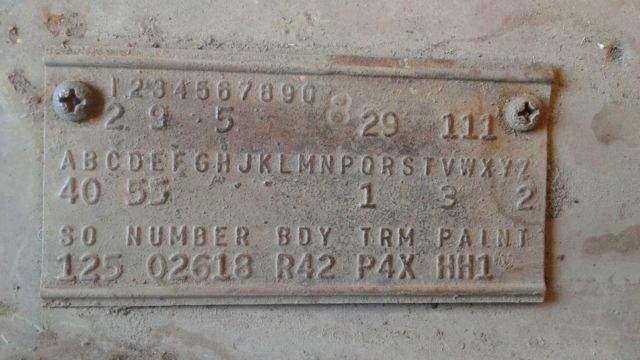 1234567890
2 9 5 8 29 111
ABCDEFGHJKLMNPQRSTVWXYZ
40 55 1 3 2
SO NUMBER BDY TRM PAINT
125 02618 R42 P4X HH1